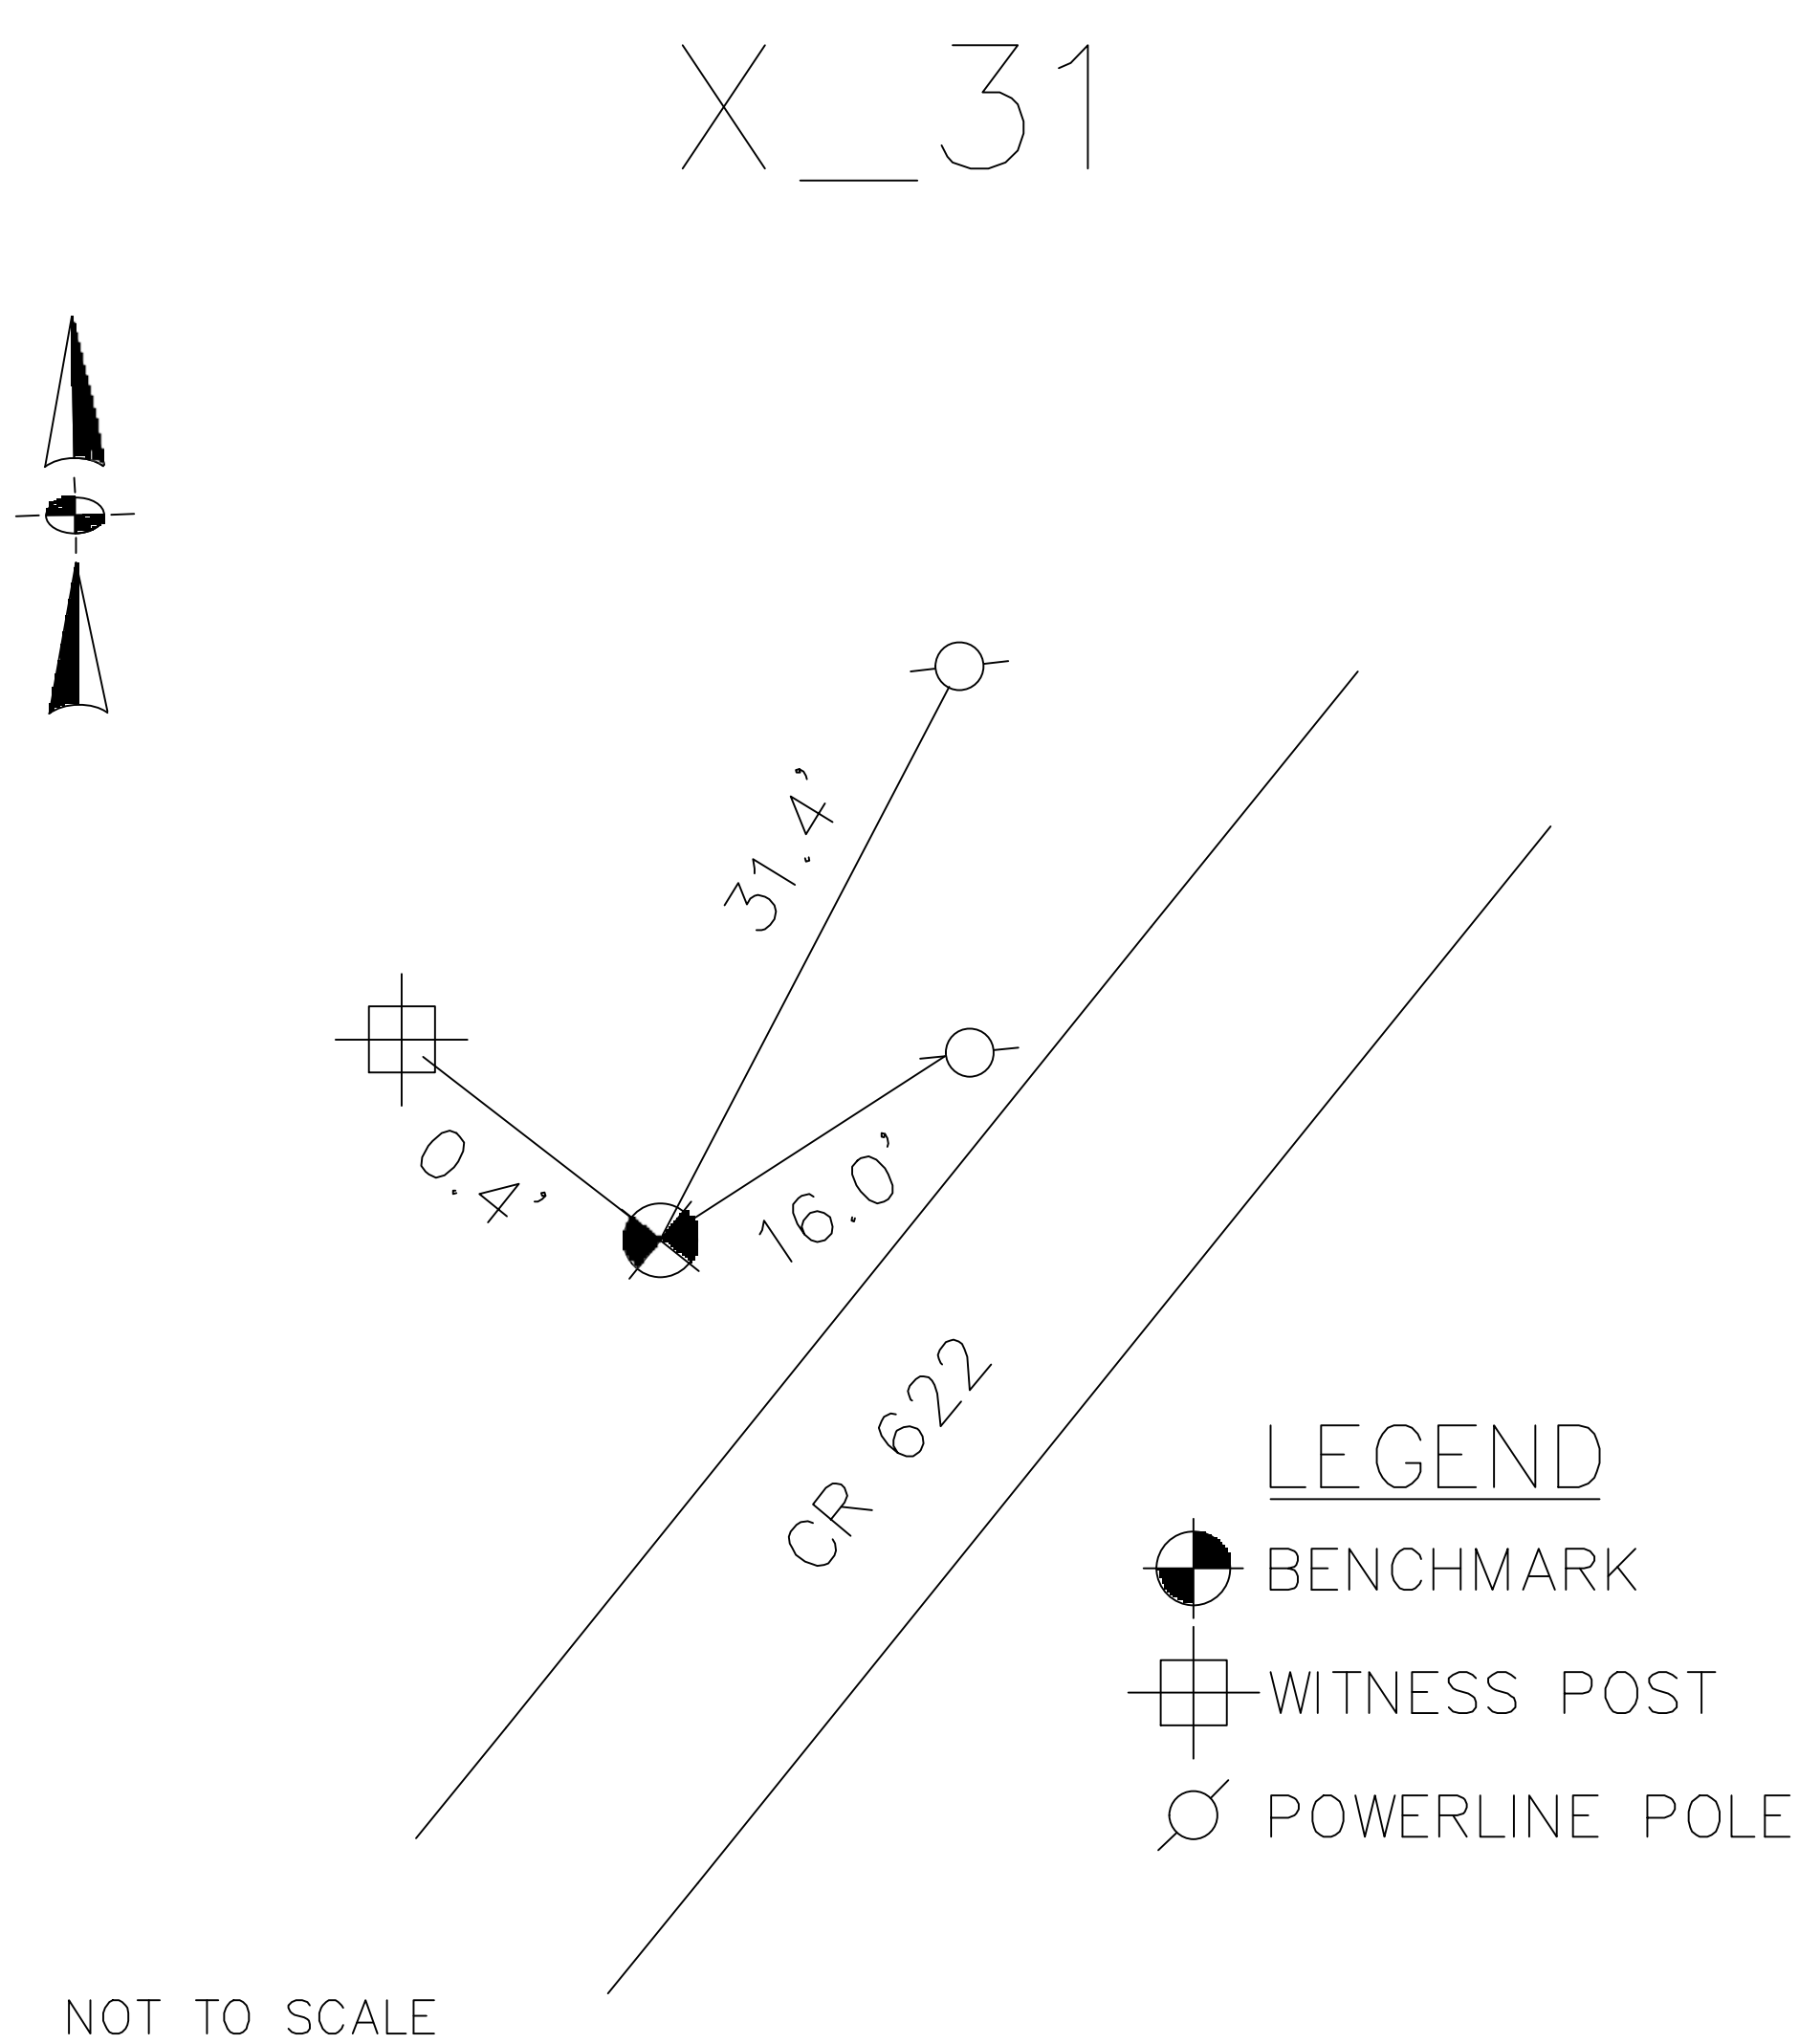 X_31
31.4'
0.4'
16.0'
CR 622
LEGEND
BENCHMARK
WITNESS POST
POWERLINE POLE
NOT TO SCALE